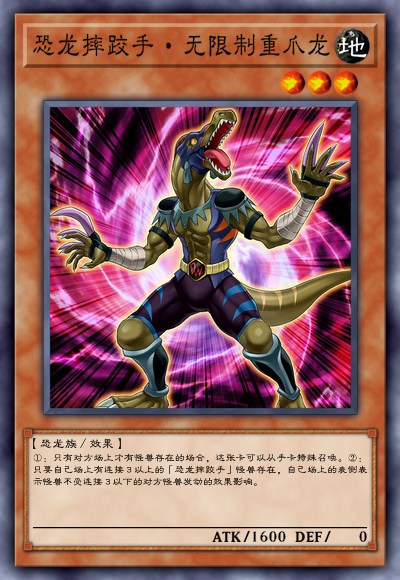 恐龙摔跤手·无限制重爪龙
地
【恐龙族/效果】
①：只有对方场上才有怪兽存在的场合，这张卡可以从手卡特殊召唤。②：
只要自己场上有连接３以上的「恐龙摔跤手」怪兽存在，自己场上的表侧表
示怪兽不受连接３以下的对方怪兽发动的效果影响。
ATK/1600 DEF/ 0